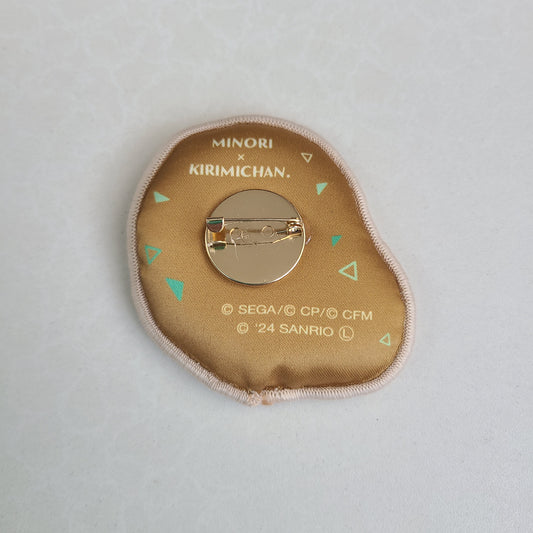 MINORI
×
KIRIMICHAN.
© SEGA/© CP/© CFM
© '24 SANRIO Ⓛ